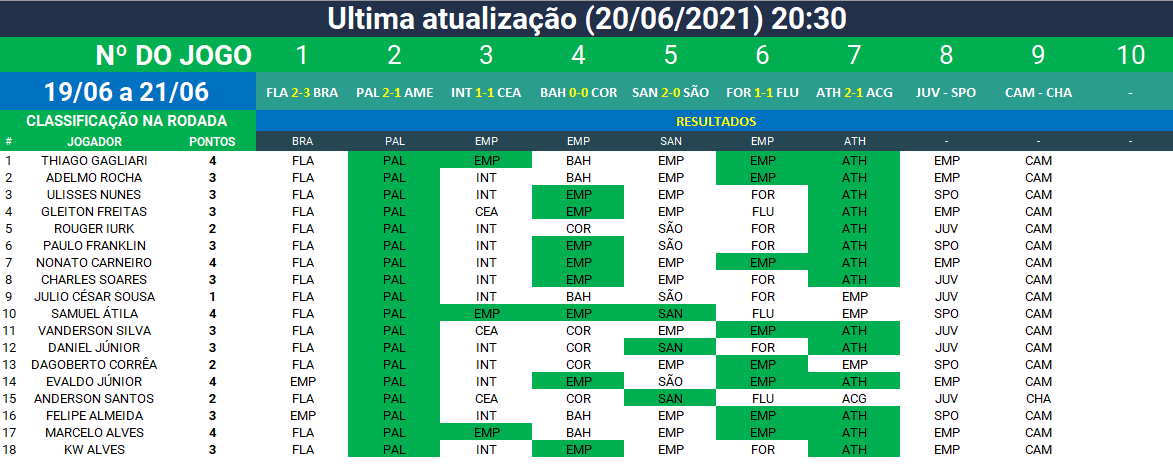 Ultima atualização (20/06/2021) 20:30
Nº DO JOGO 1 2 3 4 5 6 7 8 9 10
19/06 a 21/06 FLA 2-3 BRA PAL 2-1 AME INT 1-1 CEA BAH 0-0 COR SAN 2-0 SÃO FOR 1-1 FLU ATH 2-1 ACG JUV - SPO CAM - CHA -
CLASSIFICAÇÃO NA RODADA RESULTADOS
# JOGADOR PONTOS BRA PAL EMP EMP SAN EMP ATH - - -
1 THIAGO GAGLIARI 4 FLA PAL EMP BAH EMP EMP ATH EMP CAM
2 ADELMO ROCHA 3 FLA PAL INT BAH EMP EMP ATH EMP CAM
3 ULISSES NUNES 3 FLA PAL INT EMP EMP FOR ATH SPO CAM
4 GLEITON FREITAS 3 FLA PAL CEA EMP EMP FLU ATH EMP CAM
5 ROUGER IURK 2 FLA PAL INT COR SÃO FOR ATH JUV CAM
6 PAULO FRANKLIN 3 FLA PAL INT EMP SÃO FOR ATH SPO CAM
7 NONATO CARNEIRO 4 FLA PAL INT EMP EMP EMP ATH EMP CAM
8 CHARLES SOARES 3 FLA PAL INT EMP EMP FOR ATH JUV CAM
9 JULIO CÉSAR SOUSA 1 FLA PAL INT BAH SÃO FOR EMP JUV CAM
10 SAMUEL ÁTILA 4 FLA PAL EMP EMP SAN FLU EMP SPO CAM
11 VANDERSON SILVA 3 FLA PAL CEA COR EMP EMP ATH JUV CAM
12 DANIEL JÚNIOR 3 FLA PAL INT COR SAN FOR ATH JUV CAM
13 DAGOBERTO CORRÊA 2 FLA PAL INT COR EMP EMP EMP SPO CAM
14 EVALDO JÚNIOR 4 EMP PAL INT EMP SÃO EMP ATH EMP CAM
15 ANDERSON SANTOS 2 FLA PAL CEA COR SAN FLU ACG JUV CHA
16 FELIPE ALMEIDA 3 EMP PAL INT BAH EMP EMP ATH SPO CAM
17 MARCELO ALVES 4 FLA PAL EMP BAH EMP EMP ATH EMP CAM
18 KW ALVES 3 FLA PAL INT EMP EMP FOR ATH EMP CAM